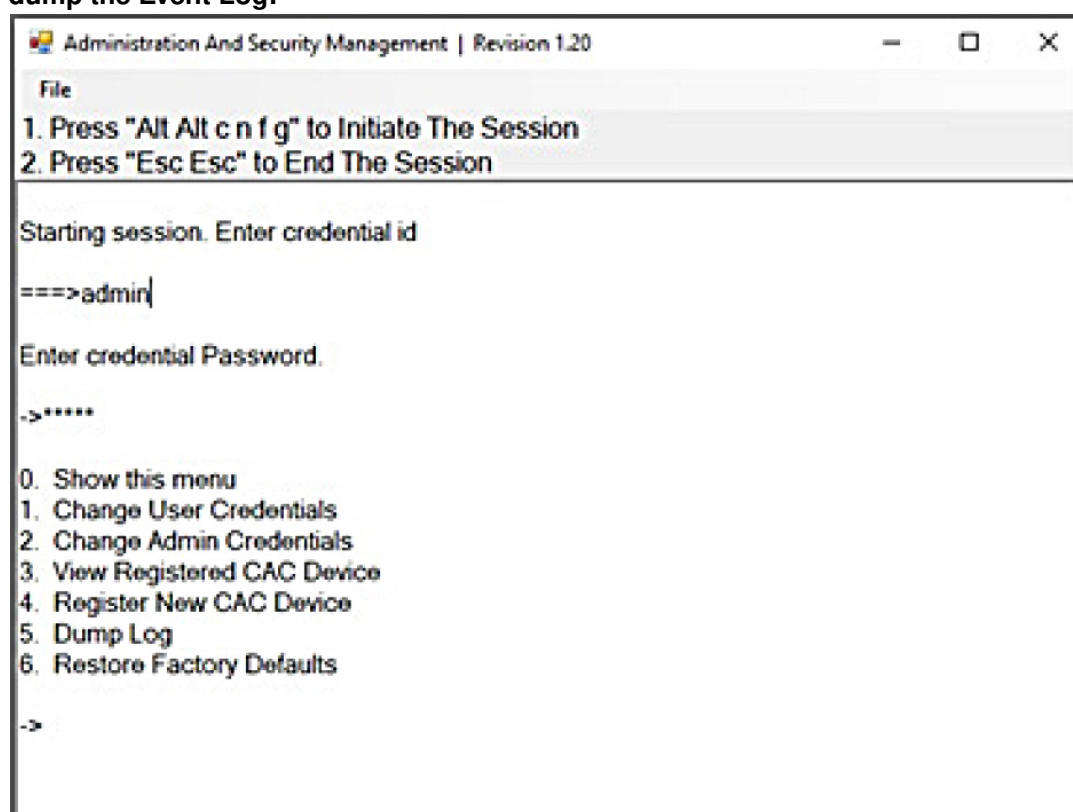 dump the Event Log.
Administration And Security Management | Revision 1.20
File
1. Press "Alt Alt c n f g" to Initiate The Session
2. Press "Esc Esc" to End The Session
Starting session. Enter credential id
===>admin
Enter credential Password.
->*****
0. Show this menu
1. Change User Credentials
2. Change Admin Credentials
3. View Registered CAC Device
4. Register New CAC Device
5. Dump Log
6. Restore Factory Defaults
->